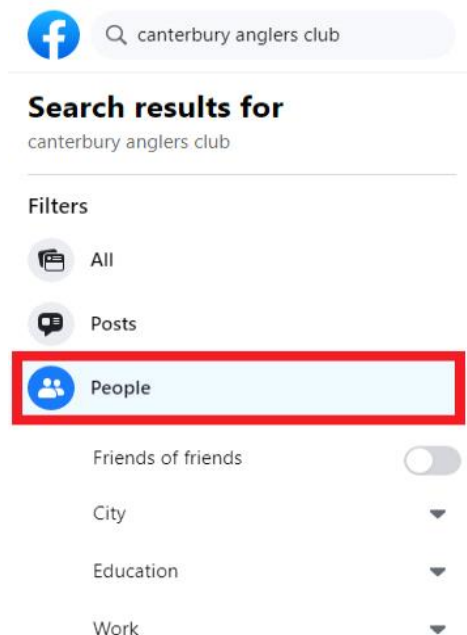 canterbury anglers club
Search results for
canterbury anglers club
Filters
All
Posts
People
Friends of friends
City
Education
Work